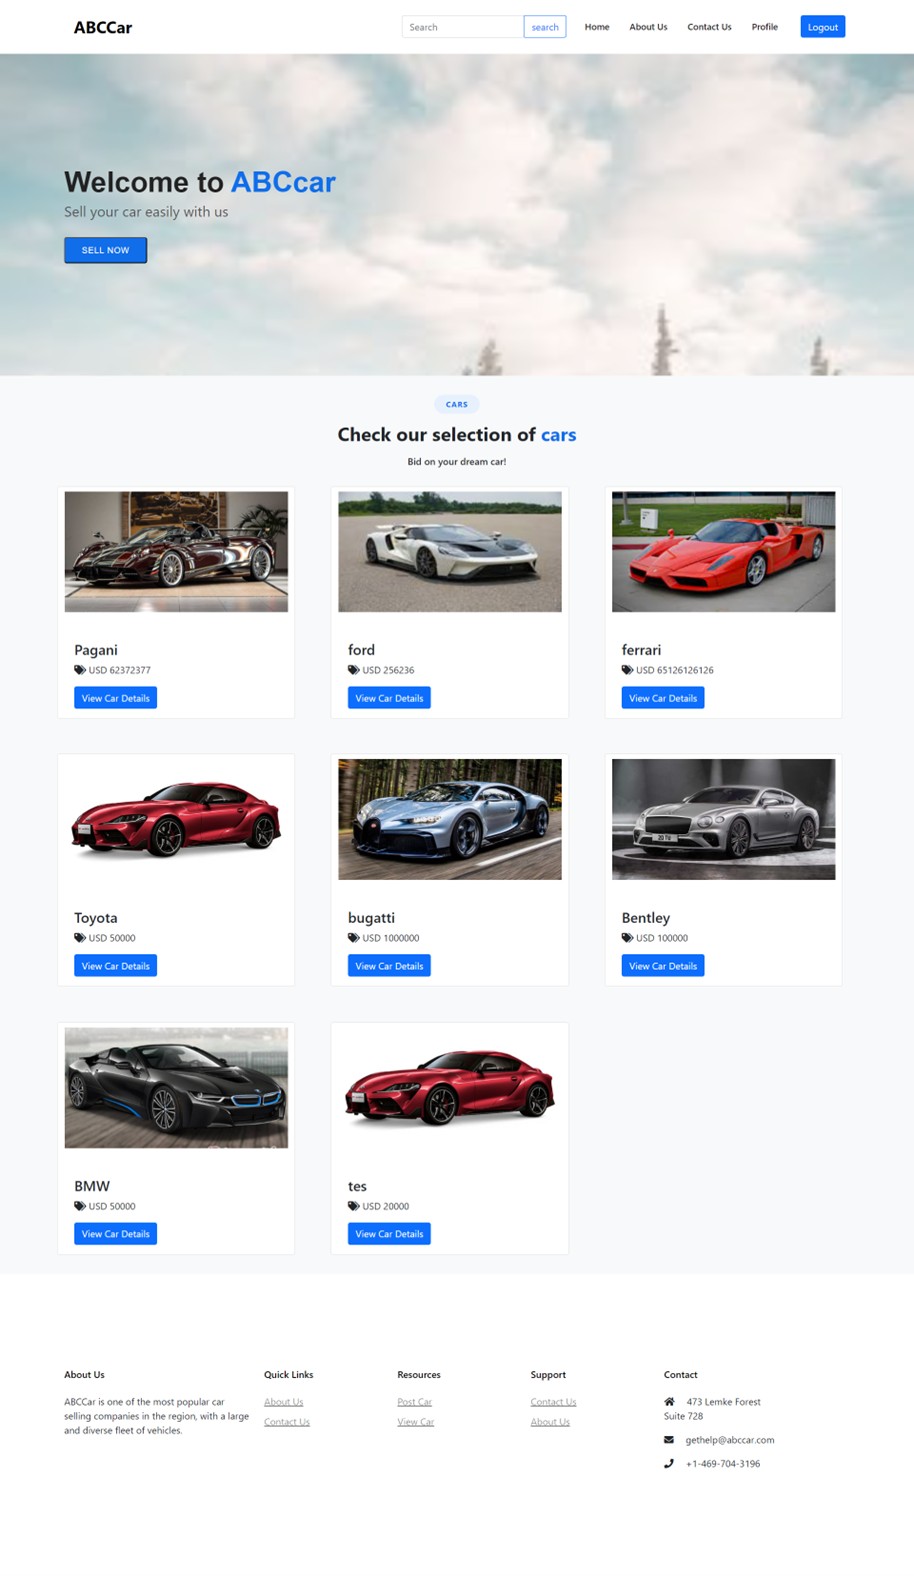 ABCCar
Search
search
Home
About Us
Contact Us
Profile
Logout
Welcome to ABCcar
Sell your car easily with us
SELL NOW
CARS
Check our selection of cars
Bid on your dream car!
Pagani
USD 62372377
View Car Details
ford
USD 256236
View Car Details
ferrari
USD 65126126126
View Car Details
Toyota
USD 50000
View Car Details
bugatti
USD 1000000
View Car Details
Bentley
USD 100000
View Car Details
BMW
USD 50000
View Car Details
tes
USD 20000
View Car Details
About Us
ABCCar is one of the most popular car
selling companies in the region, with a large
and diverse fleet of vehicles.
Quick Links
About Us
Contact Us
Resources
Post Car
View Car
Support
Contact Us
About Us
Contact
473 Lemke Forest
Suite 728
gethelp@abccar.com
+1-469-704-3196